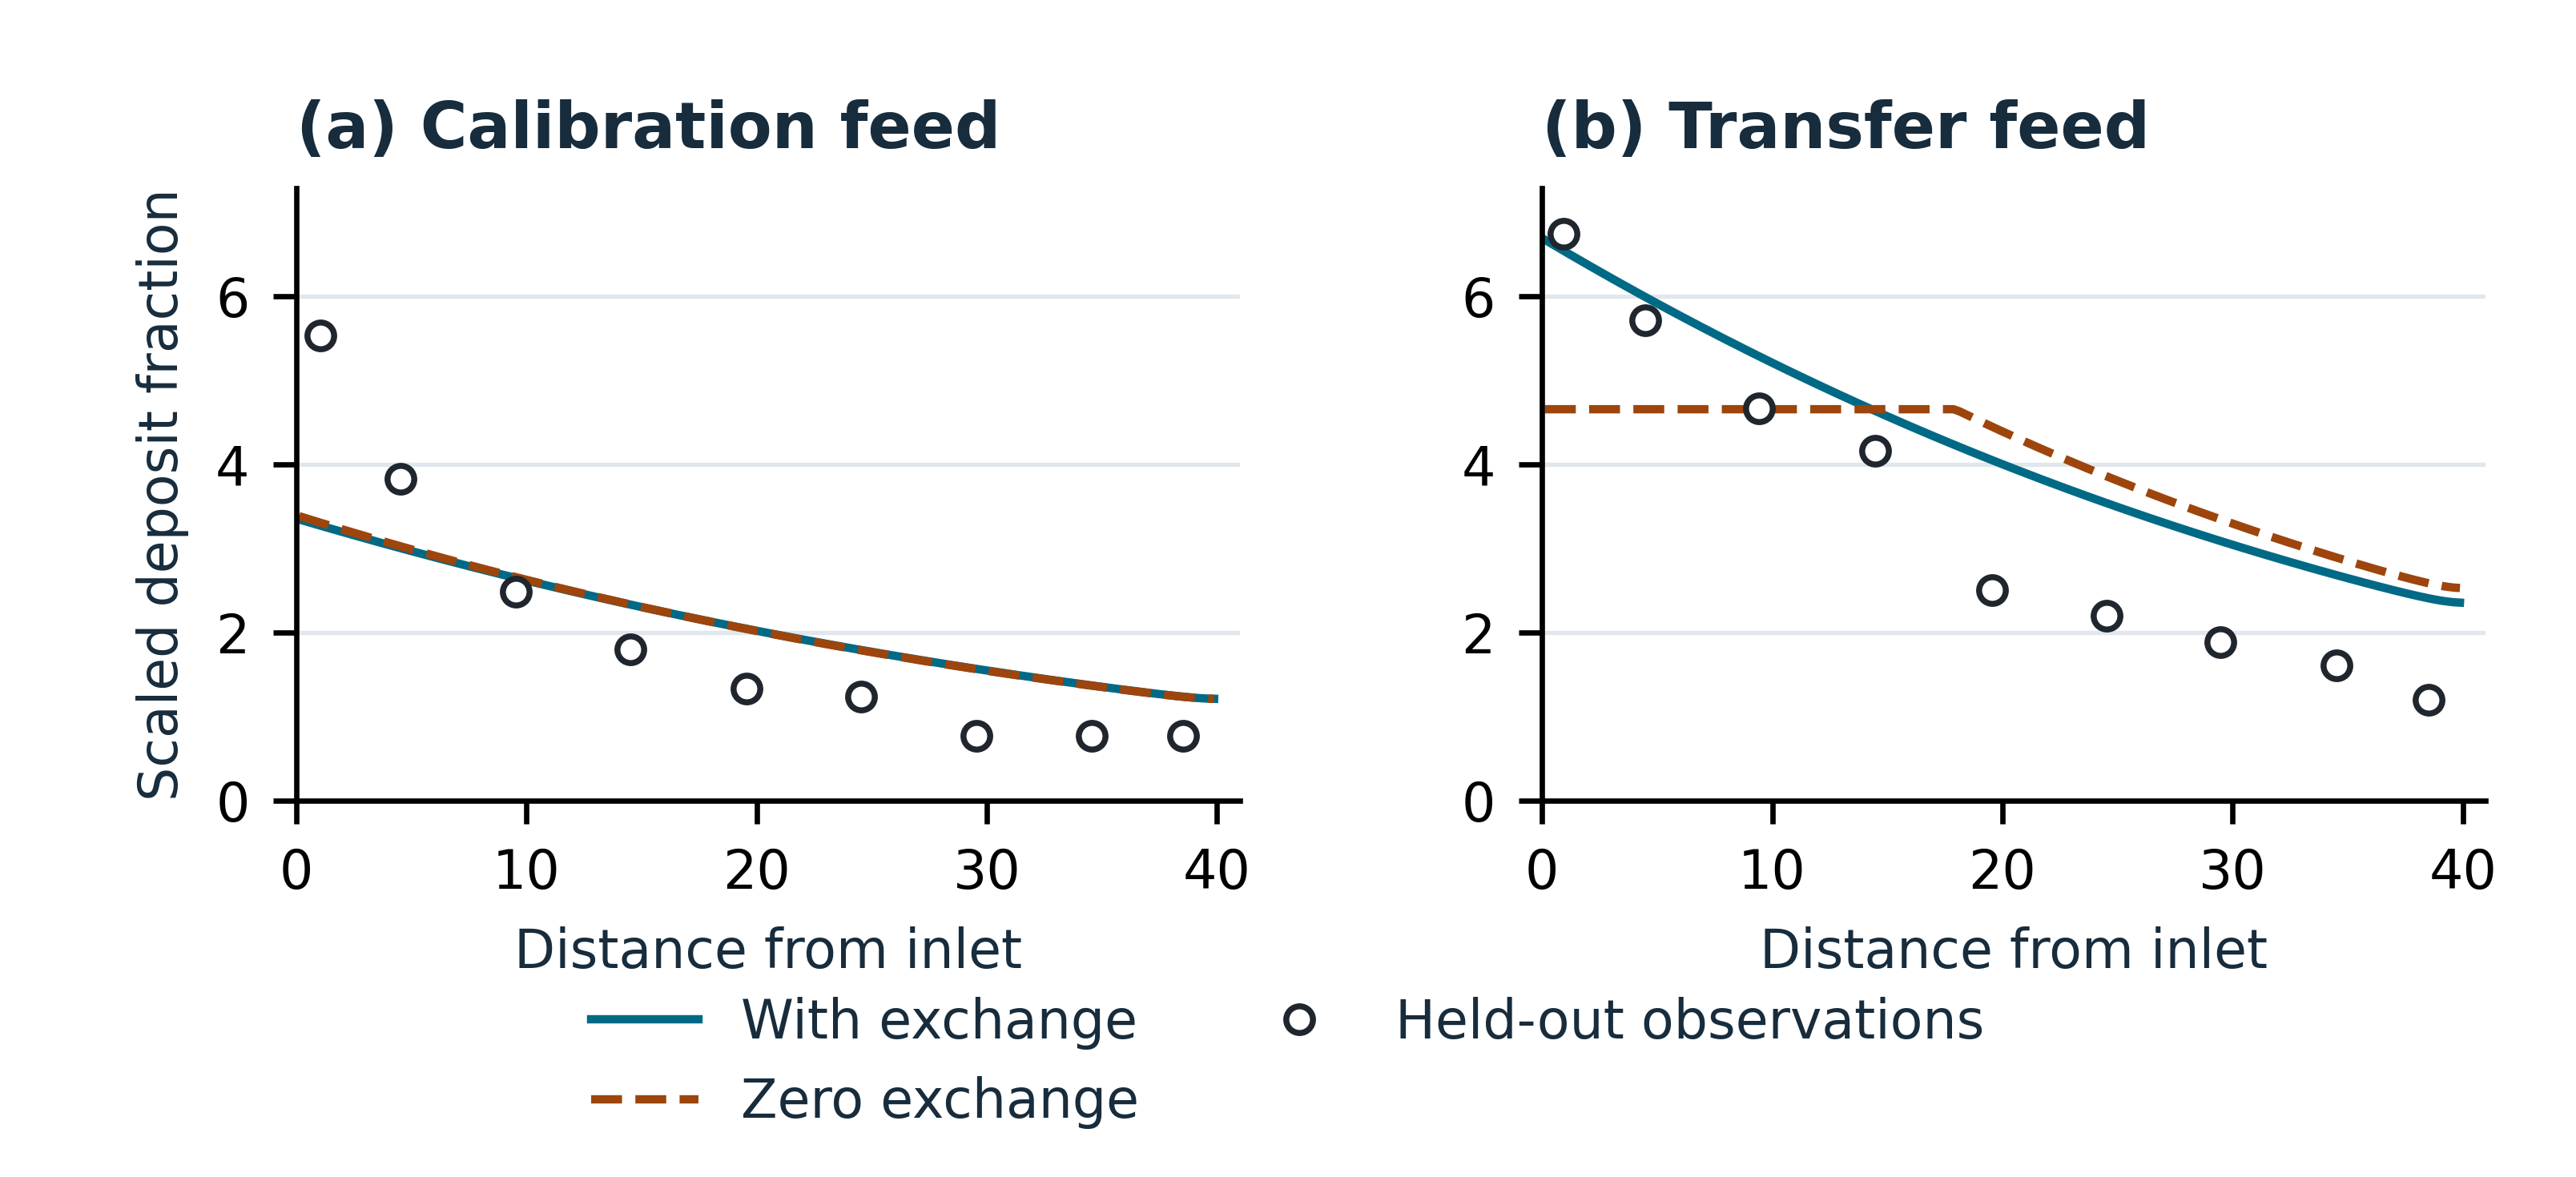 (a) Calibration feed
Scaled deposit fraction
6
4
2
0
0 10 20 30 40
Distance from inlet
(b) Transfer feed
6
4
2
0
0 10 20 30 40
Distance from inlet
With exchange
Zero exchange
Held-out observations